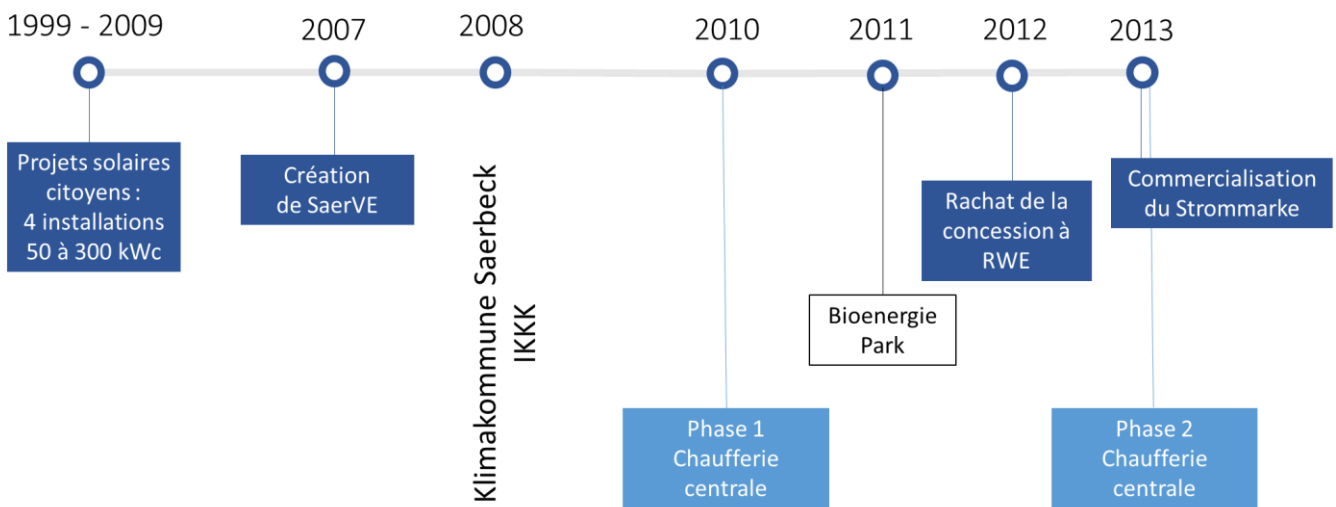 1999 - 2009
2007
2008
2010
2011
2012
2013
Projets solaires
citoyens :
4 installations
50 à 300 kWc
Création
de SaerVE
Klimakommune Saerbeck
IKKK
Phase 1
Chaufferie
centrale
Bioenergie
Park
Rachat de la
concession à
RWE
Commercialisation
du Strommarke
Phase 2
Chaufferie
centrale